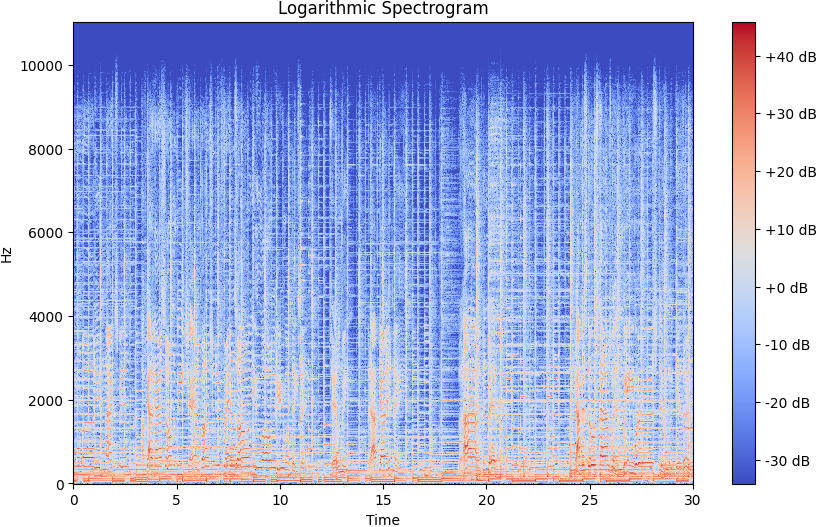 Logarithmic Spectrogram
Hz
10000
8000
6000
4000
2000
0
0 5 10 15 20 25 30
Time
+40 dB
+30 dB
+20 dB
+10 dB
+0 dB
-10 dB
-20 dB
-30 dB